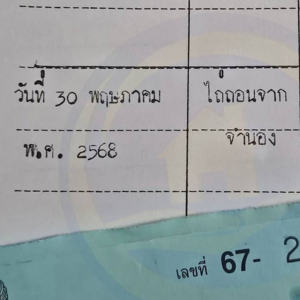 วันที่ 30 พฤษภาคม ไถ่ถอนจาก
พ.ศ. 2568 จำนอง
เลขที่ 67- 2